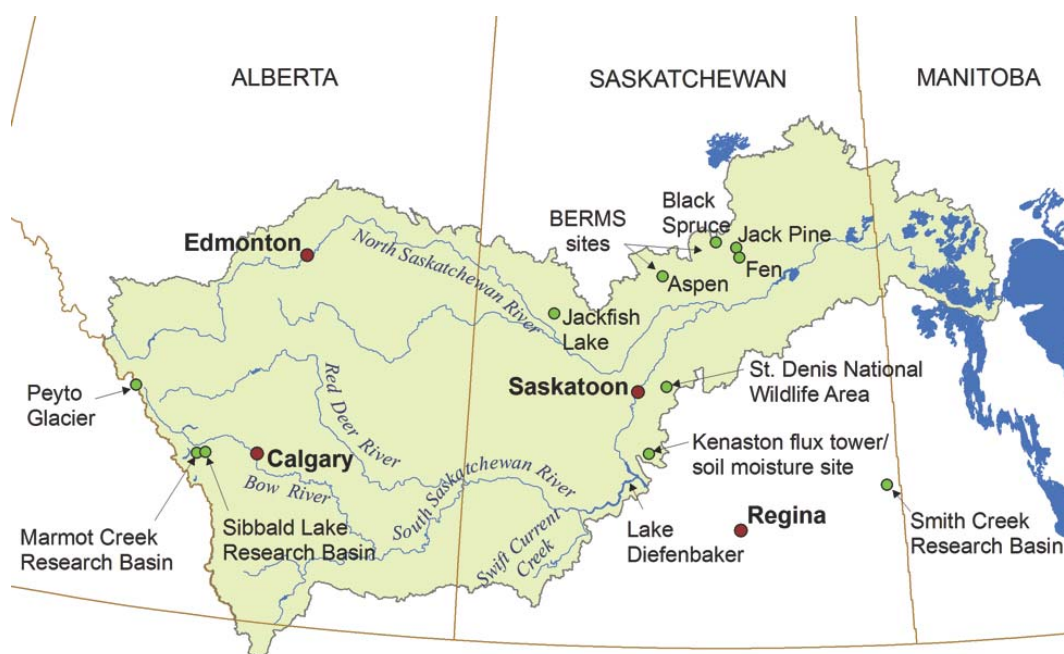 ALBERTA
SASKATCHEWAN
MANITOBA
Edmonton
North Saskatchewan River
BERMS
sites
Black
Spruce
Jack Pine
Fen
Aspen
Jackfish
Lake
Peyto
Glacier
Red Deer River
Saskatoon
St. Denis National
Wildlife Area
Calgary
Bow River
South Saskatchewan River
Kenaston flux tower/
soil moisture site
Marmot Creek
Research Basin
Sibbald Lake
Research Basin
Swift Current
Creek
Lake
Diefenbaker
Regina
Smith Creek
Research Basin